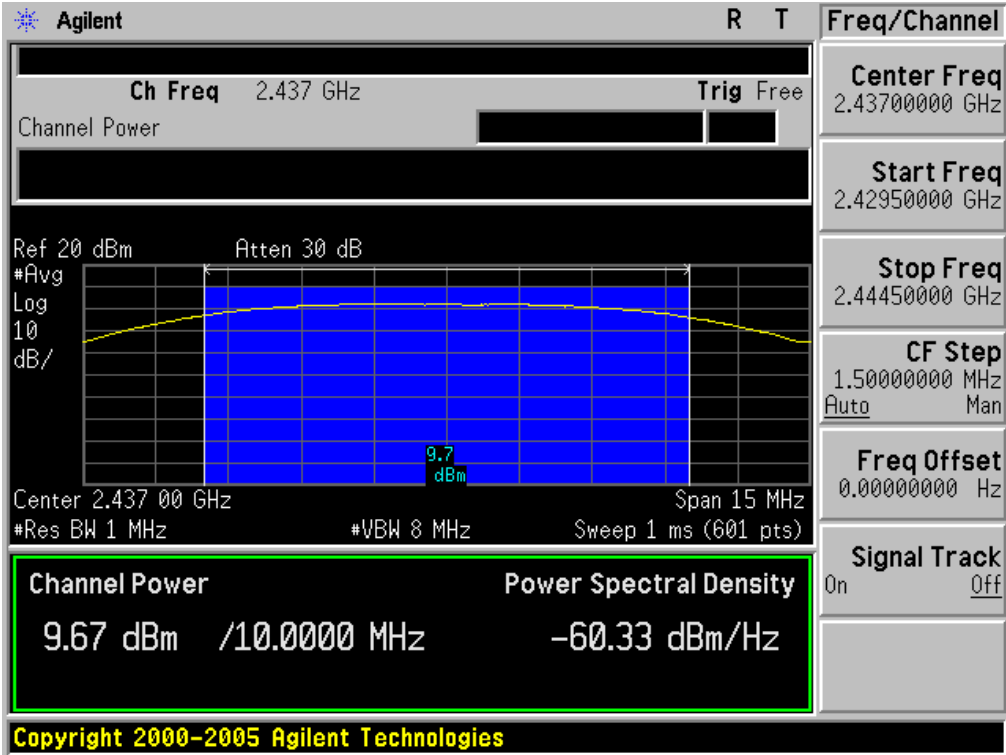 Agilent R T Freq/Channel
Ch Freq 2.437 GHz Trig Free
Channel Power
Center Freq
2.43700000 GHz
Start Freq
2.42950000 GHz
Stop Freq
2.44450000 GHz
CF Step
1.50000000 MHz
Auto Man
Freq Offset
0.00000000 Hz
Signal Track
On Off
Ref 20 dBm Atten 30 dB
#Avg
Log
10
dB/
9.7
dBm
Center 2.437 00 GHz Span 15 MHz
#Res BW 1 MHz #VBW 8 MHz Sweep 1 ms (601 pts)
Channel Power Power Spectral Density
9.67 dBm /10.0000 MHz -60.33 dBm/Hz
Copyright 2000-2005 Agilent Technologies